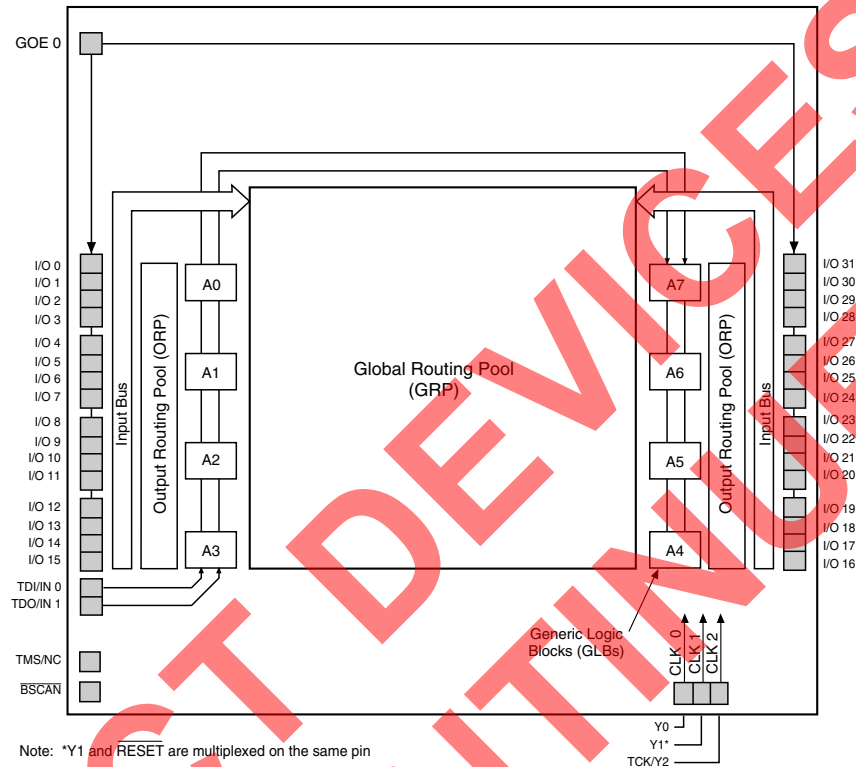 GOE 0
I/O 0
I/O 1
I/O 2
I/O 3
I/O 4
I/O 5
I/O 6
I/O 7
I/O 8
I/O 9
I/O 10
I/O 11
I/O 12
I/O 13
I/O 14
I/O 15
TDI/IN 0
TDO/IN 1
TMS/NC
BSCAN
Input Bus
Output Routing Pool (ORP)
A0
A1
A2
A3
Global Routing Pool
(GRP)
A7
A6
A5
A4
Output Routing Pool (ORP)
Input Bus
I/O 31
I/O 30
I/O 29
I/O 28
I/O 27
I/O 26
I/O 25
I/O 24
I/O 23
I/O 22
I/O 21
I/O 20
I/O 19
I/O 18
I/O 17
I/O 16
Generic Logic
Blocks (GLBs)
CLK 0
CLK 1
CLK 2
Y0
Y1*
TCK/Y2
Note: *Y1 and RESET are multiplexed on the same pin
CT DEVICES